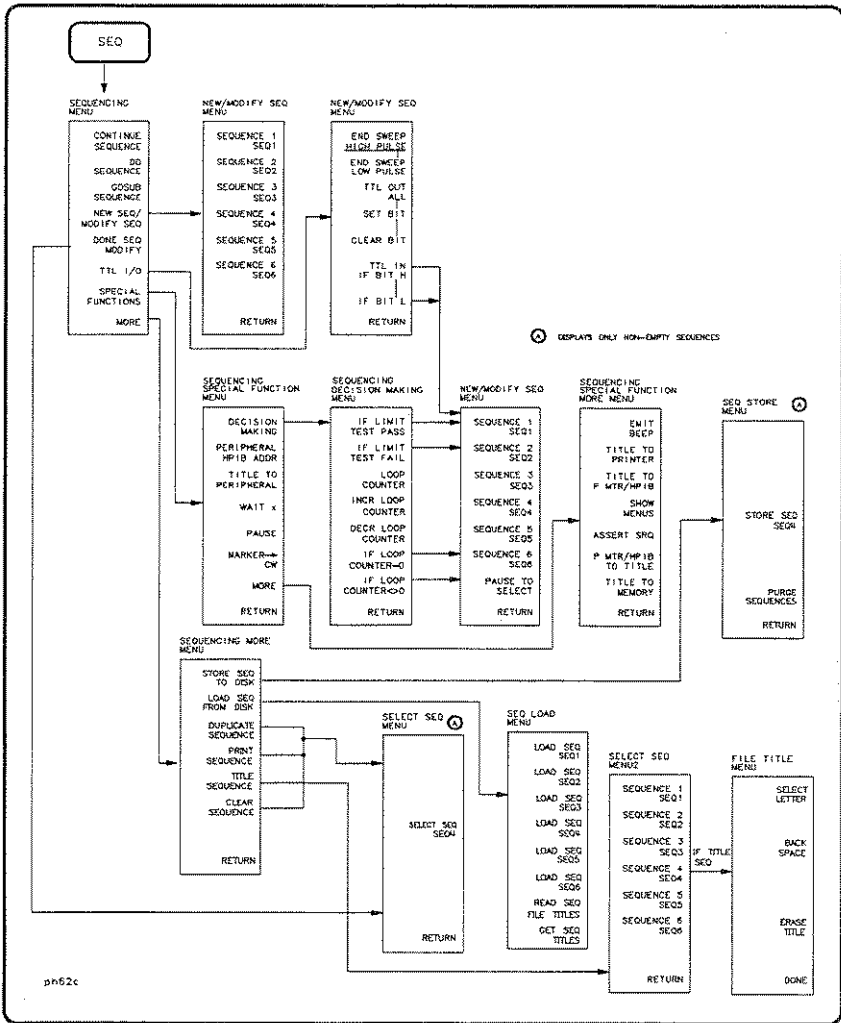 SEQ
SEQUENCING
MENU
CONTINUE
SEQUENCE
DO
SEQUENCE
GOSUB
SEQUENCE
NEW SEQ/
MODIFY SEQ
DONE SEQ
MODIFY
TTL I/O
SPECIAL
FUNCTIONS
MORE
NEW/MODIFY SEQ
MENU
SEQUENCE 1
SEQ1
SEQUENCE 2
SEQ2
SEQUENCE 3
SEQ3
SEQUENCE 4
SEQ4
SEQUENCE 5
SEQ5
SEQUENCE 6
SEQ6
RETURN
NEW/MODIFY SEQ
MENU
END SWEEP
HIGH PULSE
END SWEEP
LOW PULSE
TTL OUT
ALL
SET BIT
CLEAR BIT
TTL IN
IF BIT H
IF BIT L
RETURN
A DISPLAYS ONLY NON-EMPTY SEQUENCES
SEQUENCING
SPECIAL FUNCTION
MENU
DECISION
MAKING
PERIPHERAL
HPIB ADDR
TITLE TO
PERIPHERAL
WAIT x
PAUSE
MARKER→
CW
MORE
RETURN
SEQUENCING
DECISION MAKING
MENU
IF LIMIT
TEST PASS
IF LIMIT
TEST FAIL
LOOP
COUNTER
INCR LOOP
COUNTER
DECR LOOP
COUNTER
IF LOOP
COUNTER=0
IF LOOP
COUNTER<>0
RETURN
NEW/MODIFY SEQ
MENU
SEQUENCE 1
SEQ1
SEQUENCE 2
SEQ2
SEQUENCE 3
SEQ3
SEQUENCE 4
SEQ4
SEQUENCE 5
SEQ5
SEQUENCE 6
SEQ6
PAUSE TO
SELECT
RETURN
SEQUENCING
SPECIAL FUNCTION
MORE MENU
EMIT
BEEP
TITLE TO
PRINTER
TITLE TO
P MTR/HPIB
SHOW
MENUS
ASSERT SRQ
P MTR/HPIB
TO TITLE
TITLE TO
MEMORY
RETURN
SEQ STORE A
MENU
STORE SEQ
SEQ4
PURGE
SEQUENCES
RETURN
SEQUENCING MORE
MENU
STORE SEQ
TO DISK
LOAD SEQ
FROM DISK
DUPLICATE
SEQUENCE
PRINT
SEQUENCE
TITLE
SEQUENCE
CLEAR
SEQUENCE
RETURN
SELECT SEQ A
MENU
SELECT SEQ
SEQ4
RETURN
SEQ LOAD
MENU
LOAD SEQ
SEQ1
LOAD SEQ
SEQ2
LOAD SEQ
SEQ3
LOAD SEQ
SEQ4
LOAD SEQ
SEQ5
LOAD SEQ
SEQ6
READ SEQ
FILE TITLES
GET SEQ
TITLES
SELECT SEQ
MENU2
SEQUENCE 1
SEQ1
SEQUENCE 2
SEQ2
SEQUENCE 3
SEQ3
SEQUENCE 4
SEQ4
SEQUENCE 5
SEQ5
SEQUENCE 6
SEQ6
RETURN
IF TITLE
SEQ
FILE TITLE
MENU
SELECT
LETTER
BACK
SPACE
ERASE
TITLE
DONE
ph62c